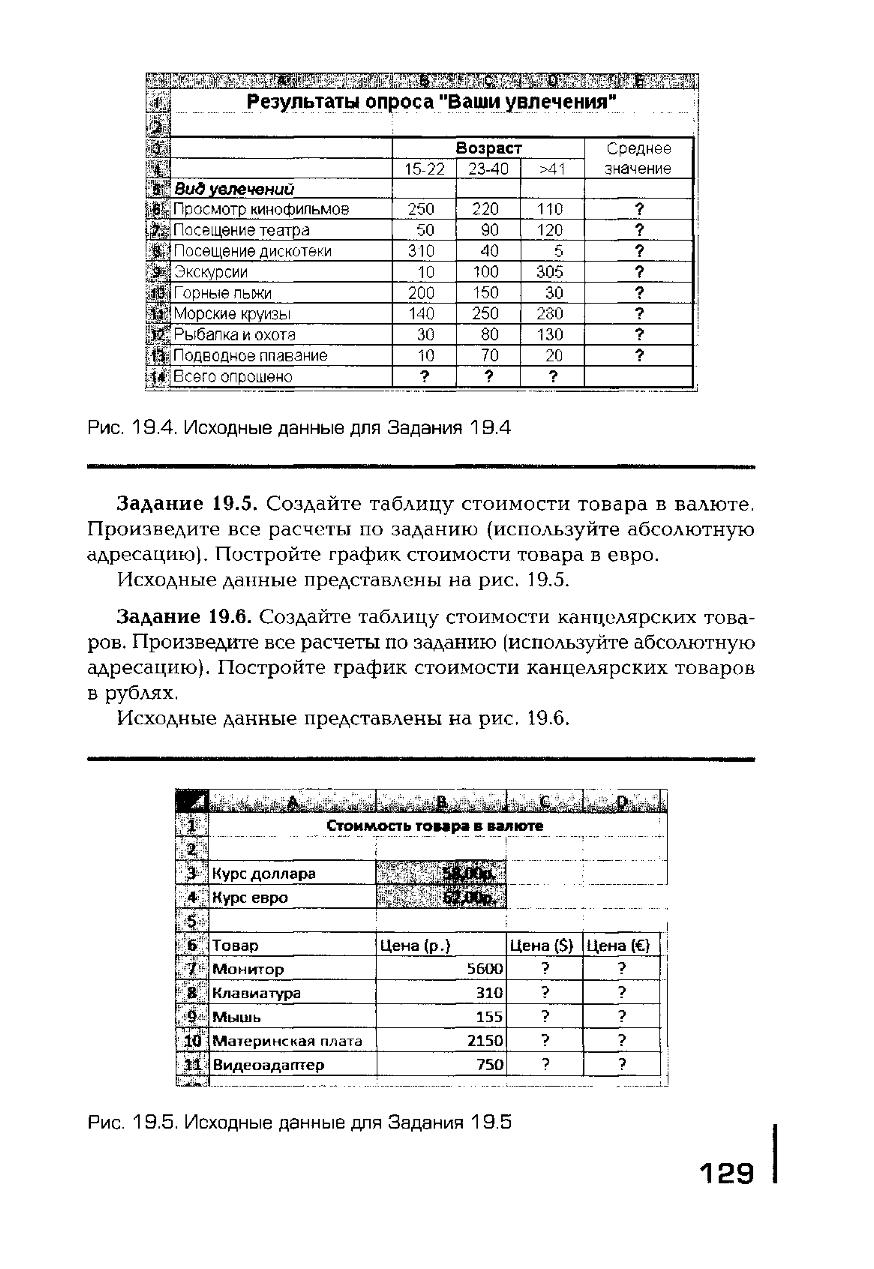 A B C D E
1 Результаты опроса "Ваши увлечения"
2
3 Возраст Среднее
4 15-22 23-40 >41 значение
5 Вид увлечений
6 Просмотр кинофильмов 250 220 110 ?
7 Посещение театра 50 90 120 ?
8 Посещение дискотеки 310 40 5 ?
9 Экскурсии 10 100 305 ?
10 Горные лыжи 200 150 30 ?
11 Морские круизы 140 250 280 ?
12 Рыбалка и охота 30 80 130 ?
13 Подводное плавание 10 70 20 ?
14 Всего опрошено ? ? ?
Рис. 19.4. Исходные данные для Задания 19.4
Задание 19.5. Создайте таблицу стоимости товара в валюте.
Произведите все расчеты по заданию (используйте абсолютную
адресацию). Постройте график стоимости товара в евро.
Исходные данные представлены на рис. 19.5.
Задание 19.6. Создайте таблицу стоимости канцелярских това-
ров. Произведите все расчеты по заданию (используйте абсолютную
адресацию). Постройте график стоимости канцелярских товаров
в рублях.
Исходные данные представлены на рис. 19.6.
A B C D
1 Стоимость товара в валюте
2
3 Курс доллара
4 Курс евро
5
6 Товар Цена (р.) Цена ($) Цена (€)
7 Монитор 5600 ? ?
8 Клавиатура 310 ? ?
9 Мышь 155 ? ?
10 Материнская плата 2150 ? ?
11 Видеоадаптер 750 ? ?
Рис. 19.5. Исходные данные для Задания 19.5
129